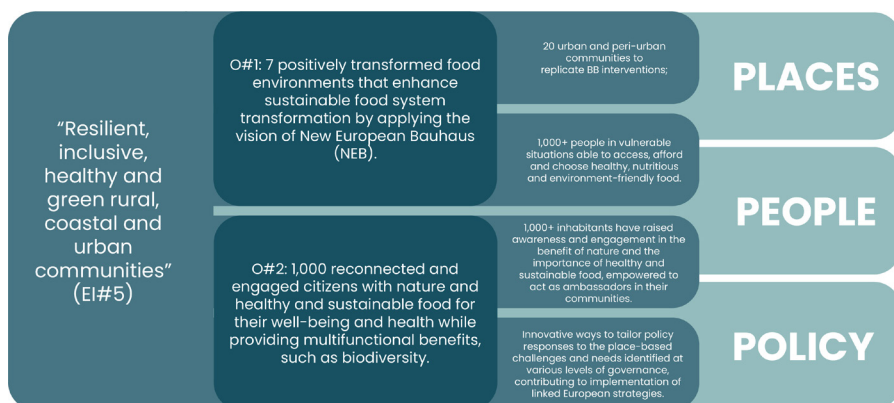 “Resilient,
inclusive,
healthy and
green rural,
coastal and
urban
communities”
(EI#5)
O#1: 7 positively transformed food
environments that enhance
sustainable food system
transformation by applying the
vision of New European Bauhaus
(NEB).
O#2: 1,000 reconnected and
engaged citizens with nature and
healthy and sustainable food for
their well-being and health while
providing multifunctional benefits,
such as biodiversity.
20 urban and peri-urban
communities to
replicate BB interventions;
1,000+ people in vulnerable
situations able to access, afford
and choose healthy, nutritious
and environment-friendly food.
1,000+ inhabitants have raised
awareness and engagement in the
benefit of nature and the
importance of healthy and
sustainable food, empowered to
act as ambassadors in their
communities.
Innovative ways to tailor policy
responses to the place-based
challenges and needs identified at
various levels of governance,
contributing to implementation of
linked European strategies.
PLACES
PEOPLE
POLICY